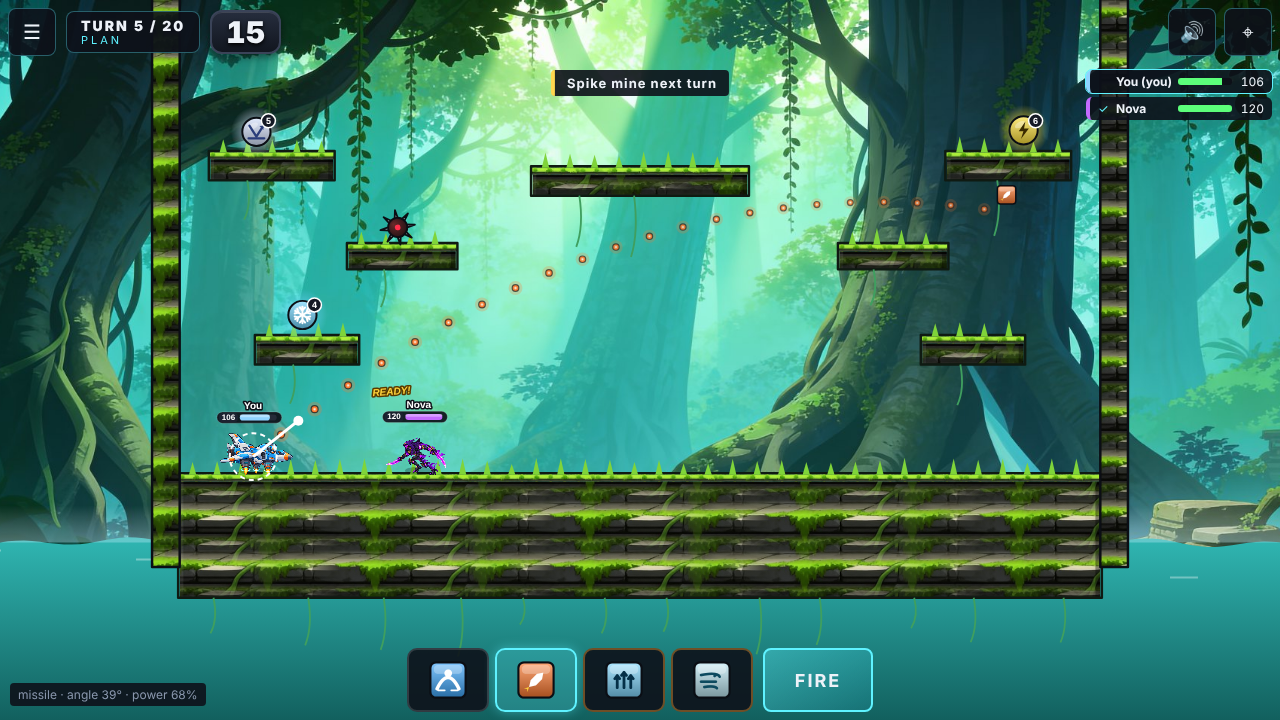 TURN 5 / 20
PLAN
15
Spike mine next turn
You (you) 106
Nova 120
5
6
4
READY!
You
106
Nova
120
FIRE
missile · angle 39° · power 68%